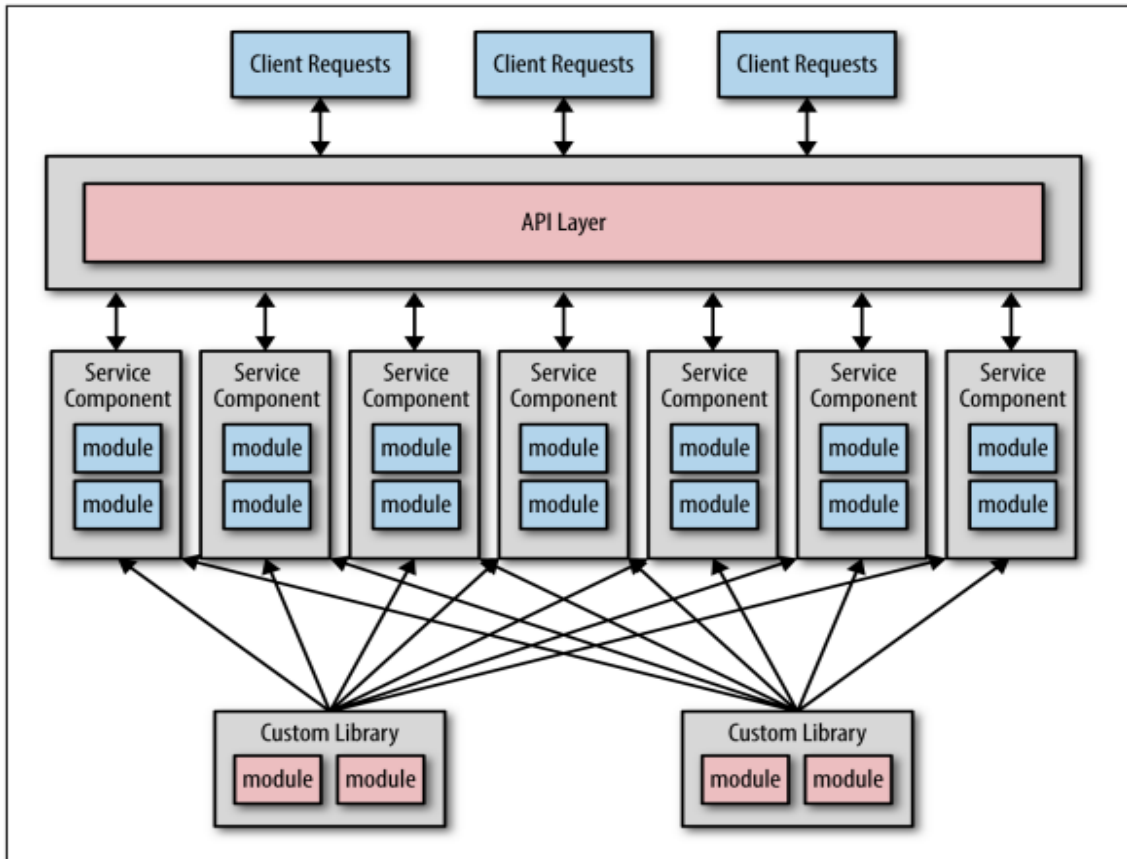 Client Requests
Client Requests
Client Requests
API Layer
Service
Component
module
module
Service
Component
module
module
Service
Component
module
module
Service
Component
module
module
Service
Component
module
module
Service
Component
module
module
Service
Component
module
module
Custom Library
module
module
Custom Library
module
module